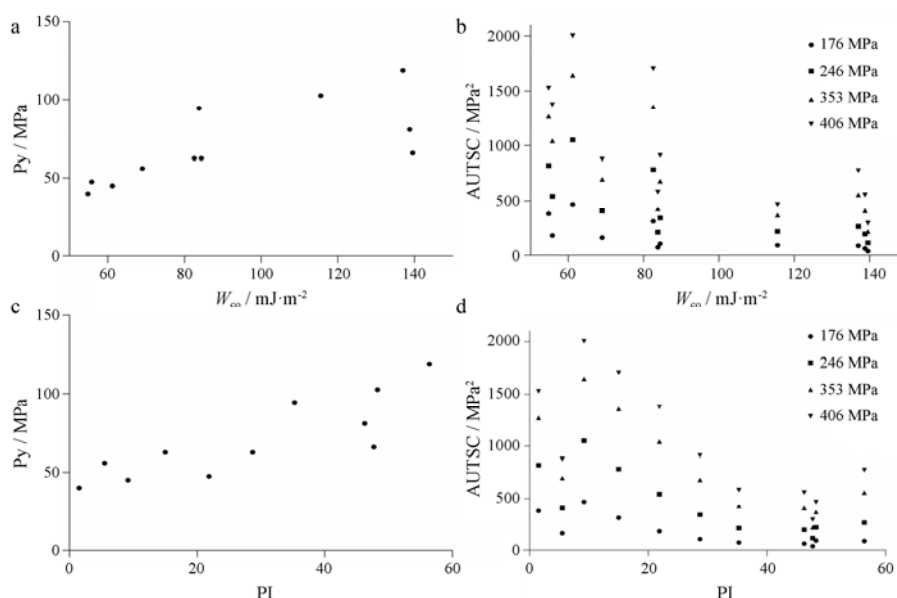 a
150
100
50
0
Py / MPa
60 80 100 120 140
W_co / mJ·m⁻²
b
2000
1500
1000
500
0
AUTSC / MPa²
176 MPa
246 MPa
353 MPa
406 MPa
60 80 100 120 140
W_co / mJ·m⁻²
c
150
100
50
0
Py / MPa
0 20 40 60
PI
d
2000
1500
1000
500
0
AUTSC / MPa²
176 MPa
246 MPa
353 MPa
406 MPa
0 20 40 60
PI